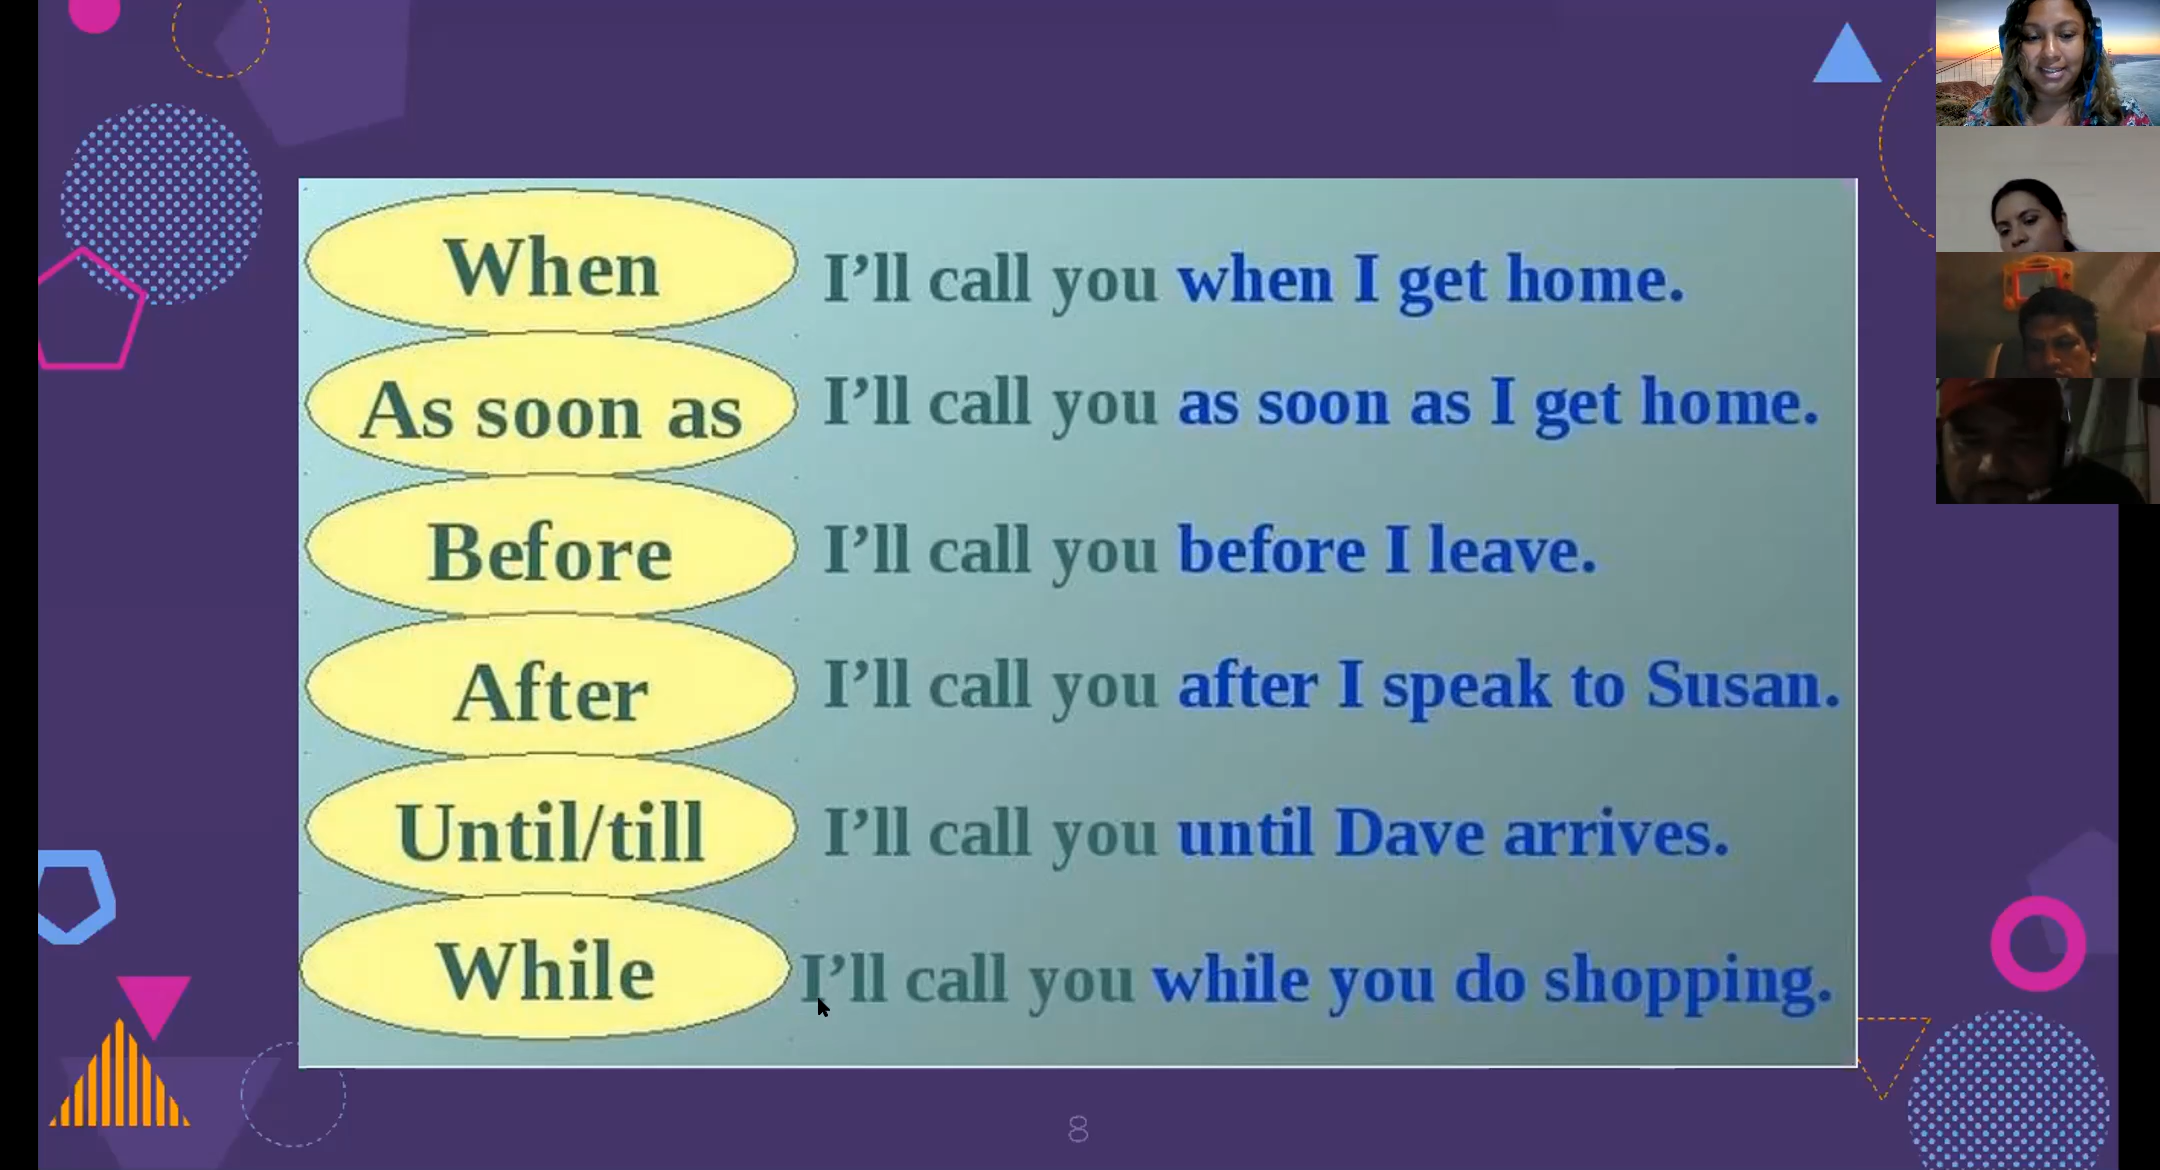 When
I’ll call you when I get home.
As soon as
I’ll call you as soon as I get home.
Before
I’ll call you before I leave.
After
I’ll call you after I speak to Susan.
Until/till
I’ll call you until Dave arrives.
While
I’ll call you while you do shopping.
8